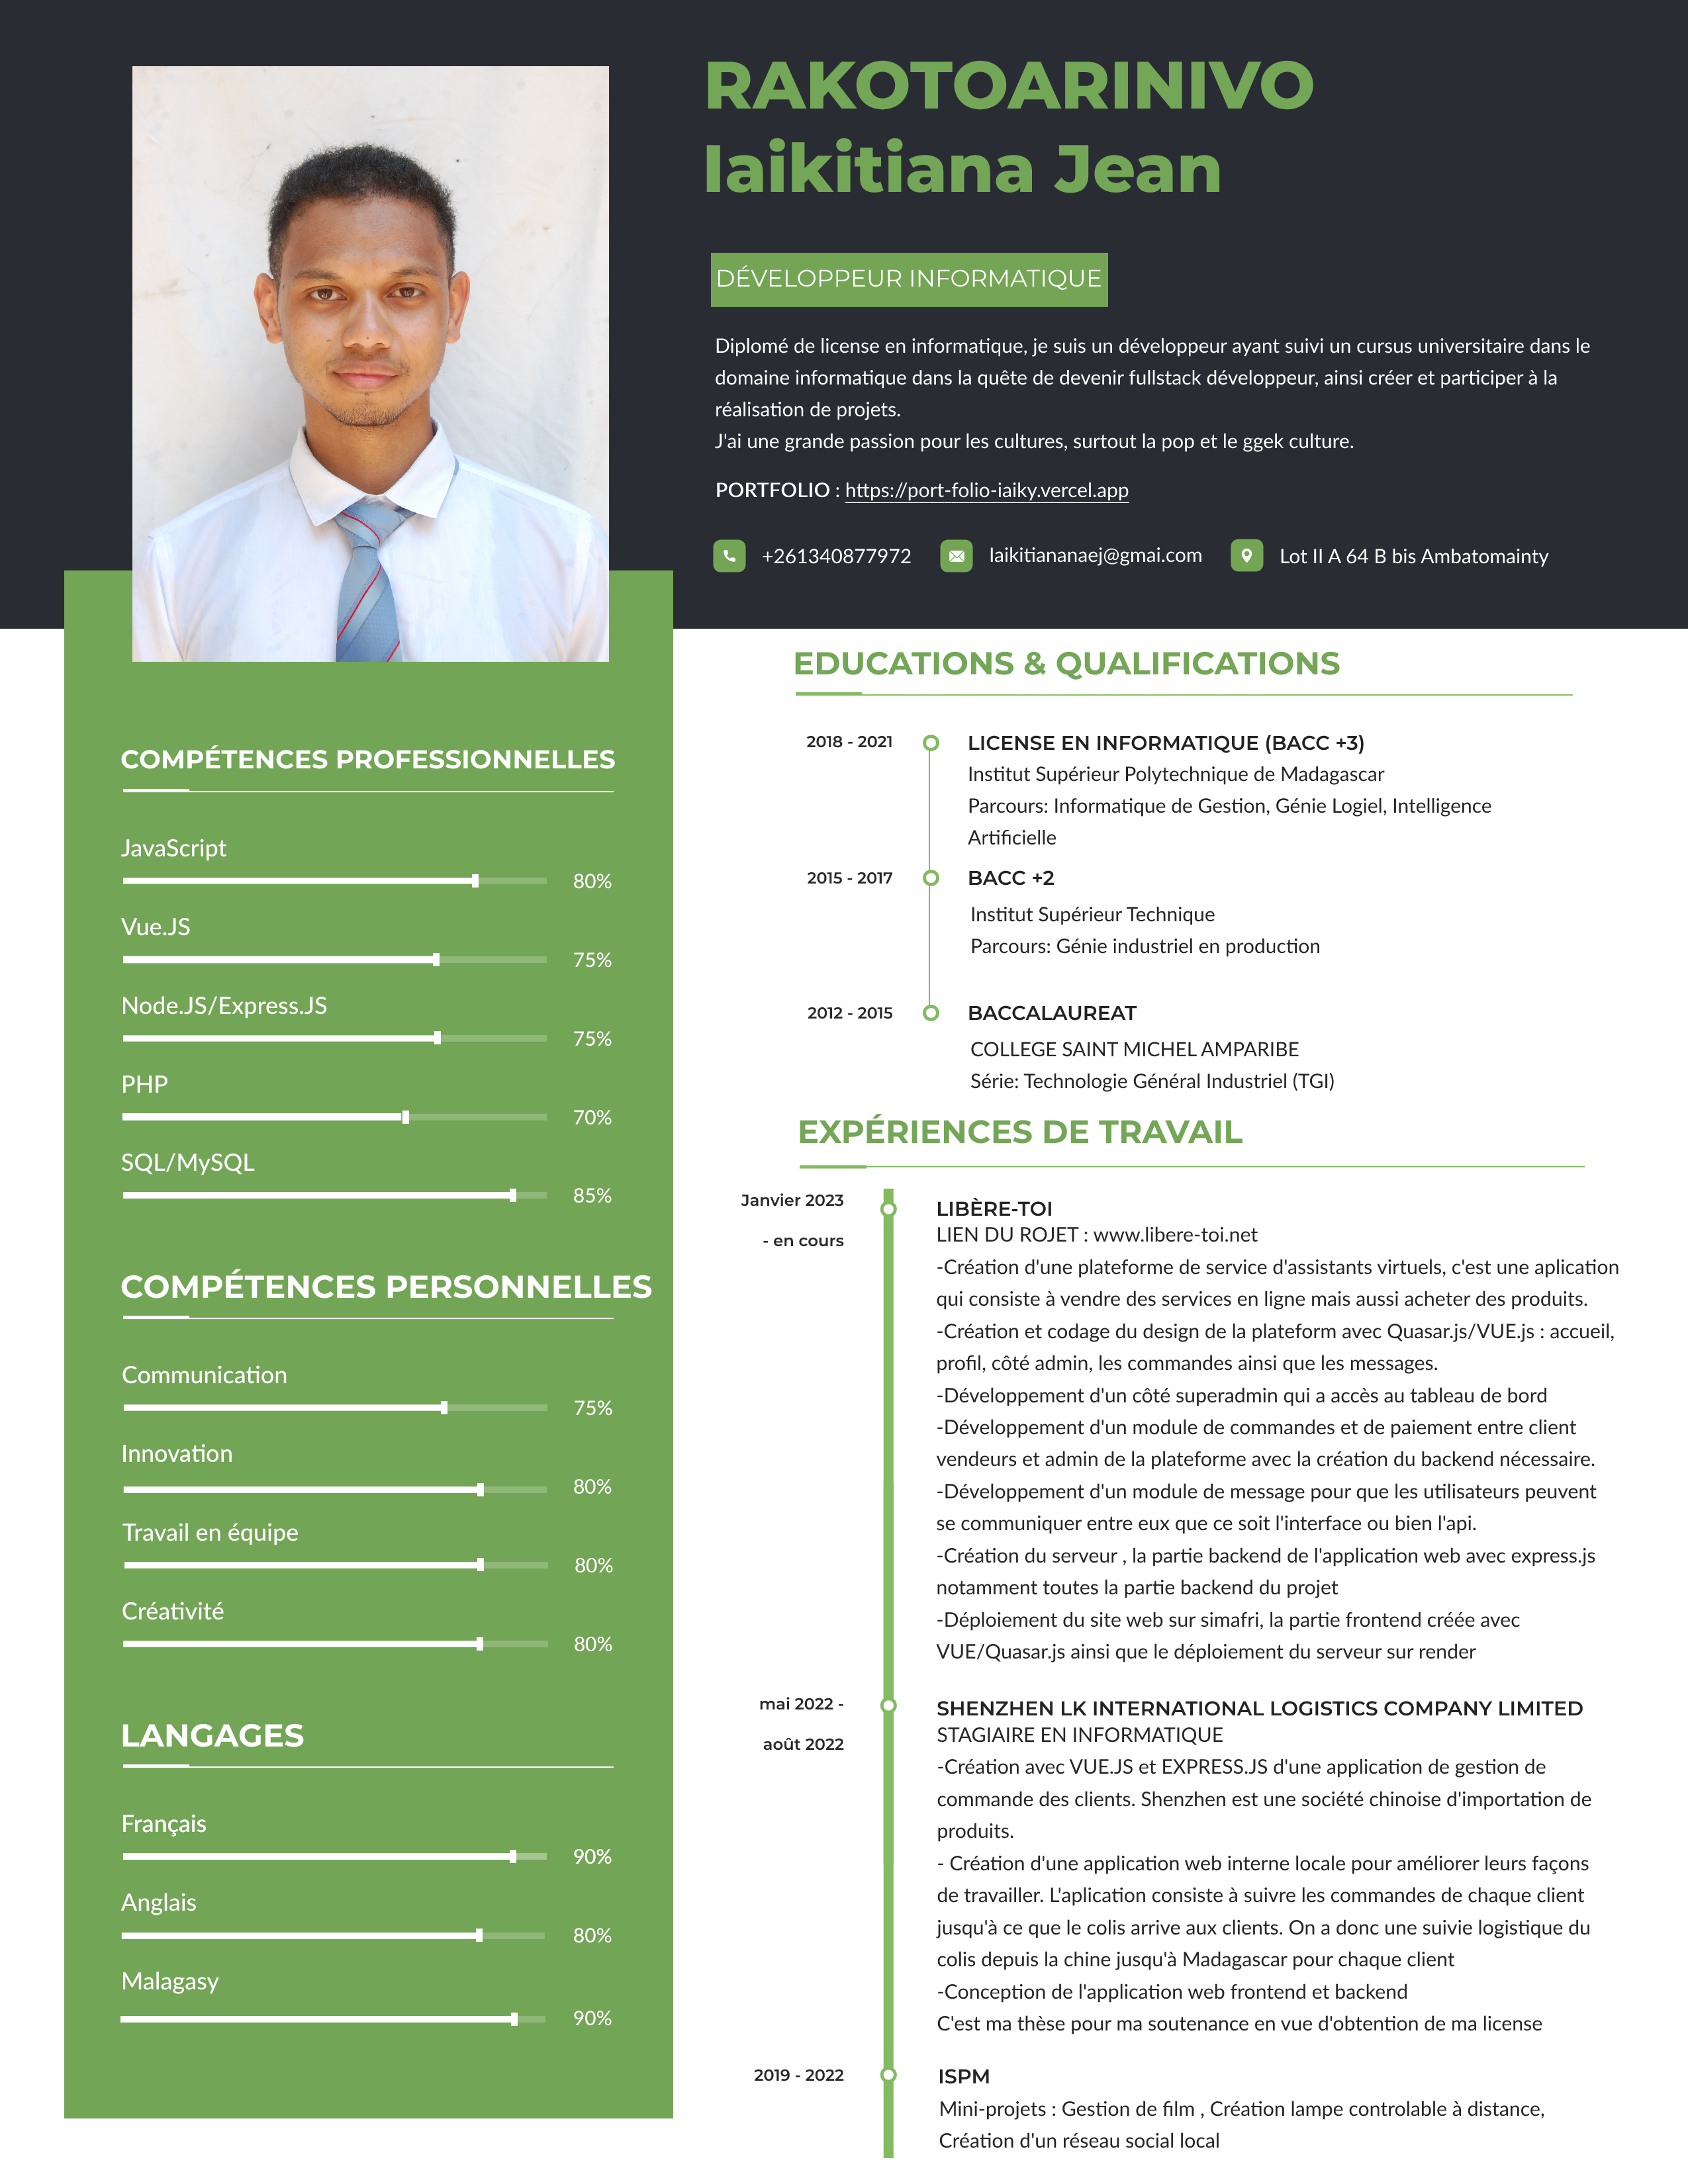 RAKOTOARINIVO
Iaikitiana Jean
DÉVELOPPEUR INFORMATIQUE
Diplomé de license en informatique, je suis un développeur ayant suivi un cursus universitaire dans le
domaine informatique dans la quête de devenir fullstack développeur, ainsi créer et participer à la
réalisation de projets.
J'ai une grande passion pour les cultures, surtout la pop et le ggek culture.
PORTFOLIO : https://port-folio-iaiky.vercel.app
+261340877972
Iaikitiananaej@gmai.com
Lot II A 64 B bis Ambatomainty
COMPÉTENCES PROFESSIONNELLES
JavaScript
80%
Vue.JS
75%
Node.JS/Express.JS
75%
PHP
70%
SQL/MySQL
85%
COMPÉTENCES PERSONNELLES
Communication
75%
Innovation
80%
Travail en équipe
80%
Créativité
80%
LANGAGES
Français
90%
Anglais
80%
Malagasy
90%
EDUCATIONS & QUALIFICATIONS
2018 - 2021
LICENSE EN INFORMATIQUE (BACC +3)
Institut Supérieur Polytechnique de Madagascar
Parcours: Informatique de Gestion, Génie Logiel, Intelligence
Artificielle
2015 - 2017
BACC +2
Institut Supérieur Technique
Parcours: Génie industriel en production
2012 - 2015
BACCALAUREAT
COLLEGE SAINT MICHEL AMPARIBE
Série: Technologie Général Industriel (TGI)
EXPÉRIENCES DE TRAVAIL
Janvier 2023
- en cours
LIBÈRE-TOI
LIEN DU ROJET : www.libere-toi.net
-Création d'une plateforme de service d'assistants virtuels, c'est une aplication
qui consiste à vendre des services en ligne mais aussi acheter des produits.
-Création et codage du design de la plateform avec Quasar.js/VUE.js : accueil,
profil, côté admin, les commandes ainsi que les messages.
-Développement d'un côté superadmin qui a accès au tableau de bord
-Développement d'un module de commandes et de paiement entre client
vendeurs et admin de la plateforme avec la création du backend nécessaire.
-Développement d'un module de message pour que les utilisateurs peuvent
se communiquer entre eux que ce soit l'interface ou bien l'api.
-Création du serveur , la partie backend de l'application web avec express.js
notamment toutes la partie backend du projet
-Déploiement du site web sur simafri, la partie frontend créée avec
VUE/Quasar.js ainsi que le déploiement du serveur sur render
mai 2022 -
août 2022
SHENZHEN LK INTERNATIONAL LOGISTICS COMPANY LIMITED
STAGIAIRE EN INFORMATIQUE
-Création avec VUE.JS et EXPRESS.JS d'une application de gestion de
commande des clients. Shenzhen est une société chinoise d'importation de
produits.
- Création d'une application web interne locale pour améliorer leurs façons
de travailler. L'aplication consiste à suivre les commandes de chaque client
jusqu'à ce que le colis arrive aux clients. On a donc une suivie logistique du
colis depuis la chine jusqu'à Madagascar pour chaque client
-Conception de l'application web frontend et backend
C'est ma thèse pour ma soutenance en vue d'obtention de ma license
2019 - 2022
ISPM
Mini-projets : Gestion de film , Création lampe controlable à distance,
Création d'un réseau social local